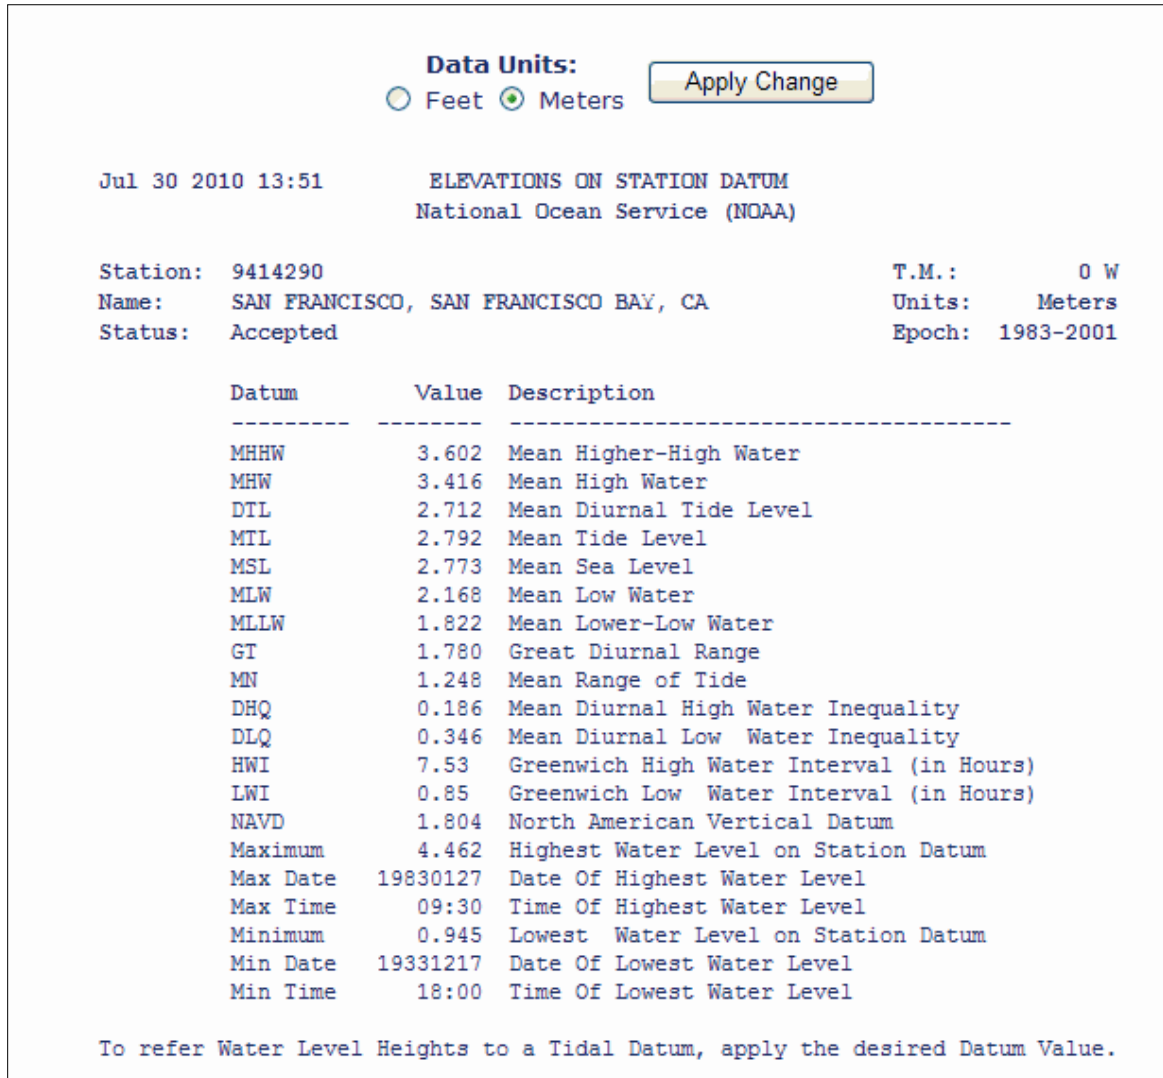 Data Units:
Feet Meters Apply Change
Jul 30 2010 13:51 ELEVATIONS ON STATION DATUM
National Ocean Service (NOAA)
Station: 9414290 T.M.: 0 W
Name: SAN FRANCISCO, SAN FRANCISCO BAY, CA Units: Meters
Status: Accepted Epoch: 1983-2001
Datum Value Description
--------- -------- --------------------------------------
MHHW 3.602 Mean Higher-High Water
MHW 3.416 Mean High Water
DTL 2.712 Mean Diurnal Tide Level
MTL 2.792 Mean Tide Level
MSL 2.773 Mean Sea Level
MLW 2.168 Mean Low Water
MLLW 1.822 Mean Lower-Low Water
GT 1.780 Great Diurnal Range
MN 1.248 Mean Range of Tide
DHQ 0.186 Mean Diurnal High Water Inequality
DLQ 0.346 Mean Diurnal Low Water Inequality
HWI 7.53 Greenwich High Water Interval (in Hours)
LWI 0.85 Greenwich Low Water Interval (in Hours)
NAVD 1.804 North American Vertical Datum
Maximum 4.462 Highest Water Level on Station Datum
Max Date 19830127 Date Of Highest Water Level
Max Time 09:30 Time Of Highest Water Level
Minimum 0.945 Lowest Water Level on Station Datum
Min Date 19331217 Date Of Lowest Water Level
Min Time 18:00 Time Of Lowest Water Level
To refer Water Level Heights to a Tidal Datum, apply the desired Datum Value.